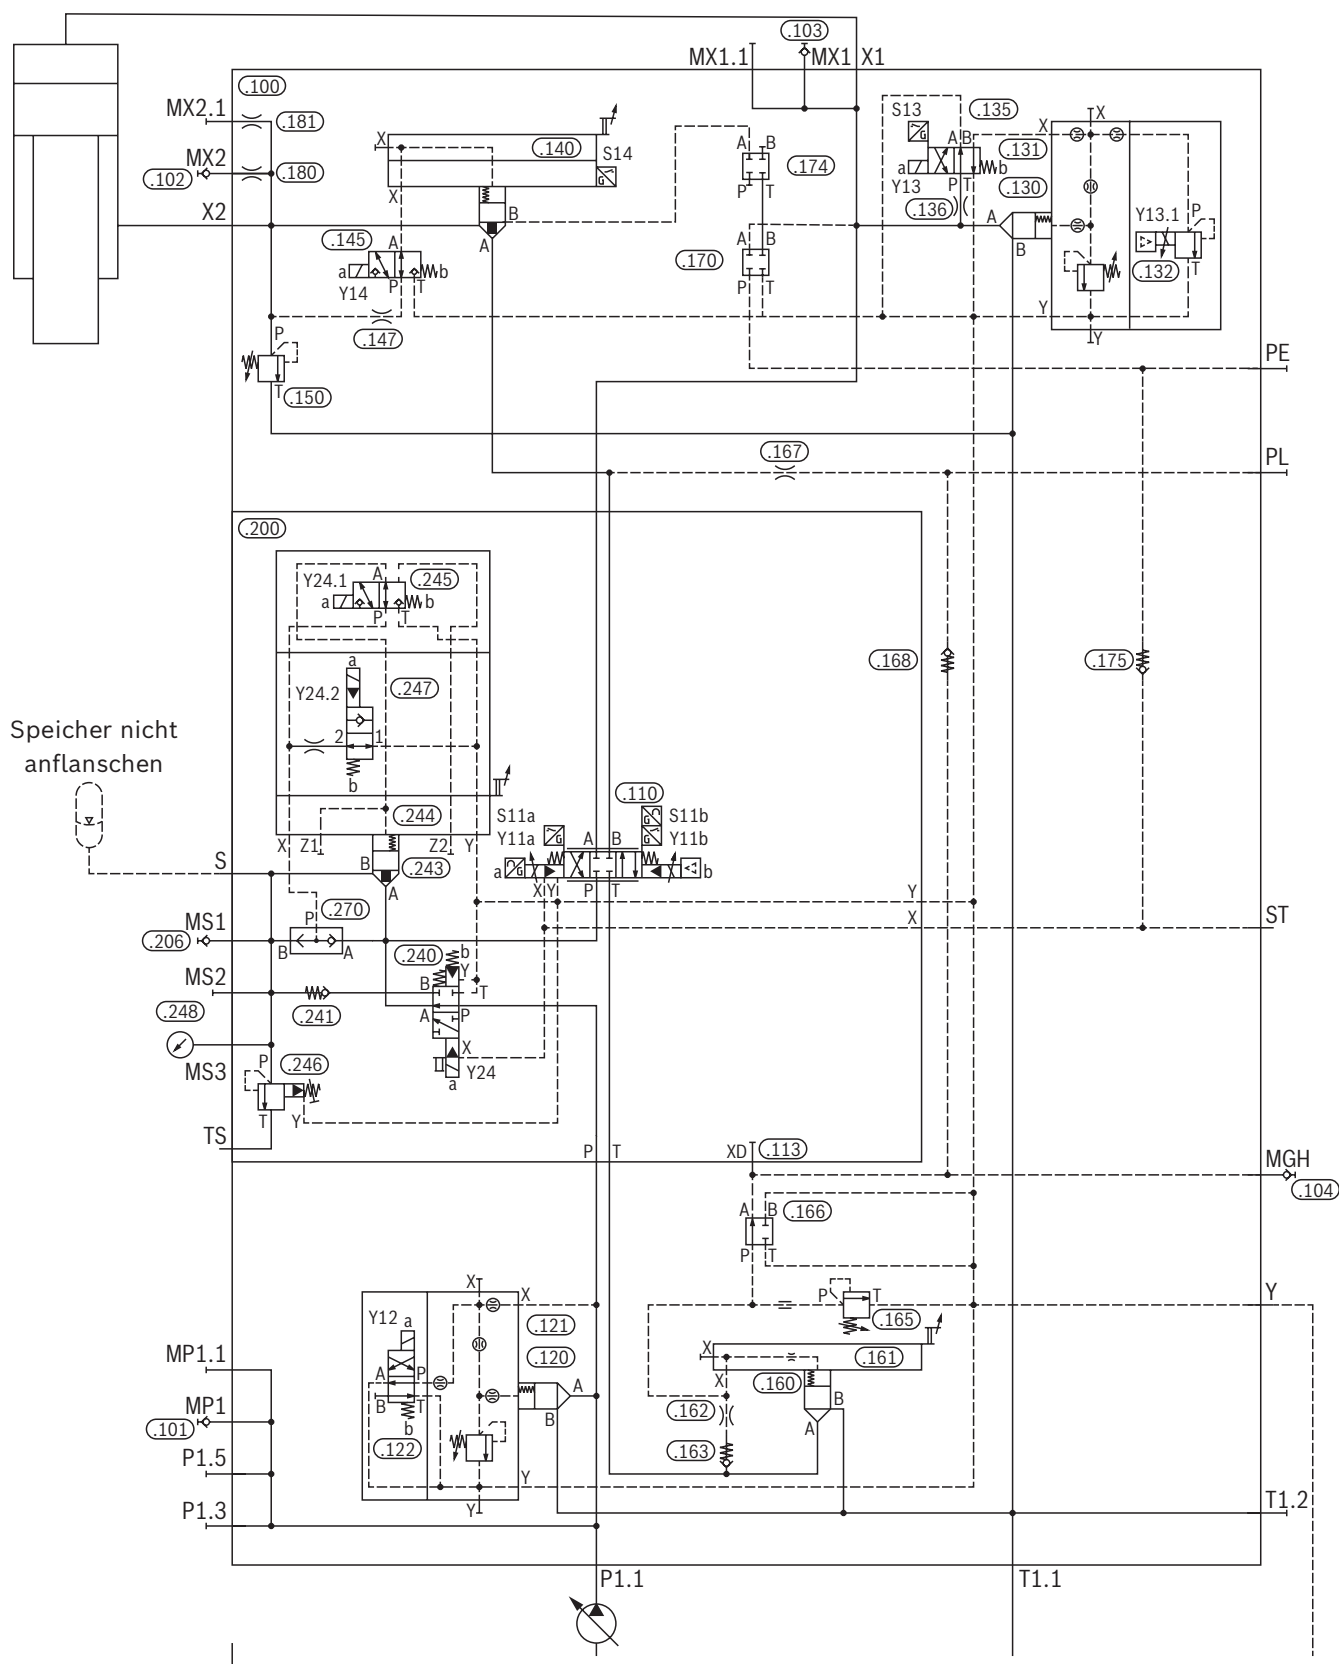 .103
MX1.1
MX1
X1
.100
MX2.1
.181
MX2
.180
.102
X2
X
.140
S14
X
B
A
.145
A
a
b
P
T
Y14
.147
P
T
.150
A
B
.174
P
T
A
B
.170
P
T
S13
.135
A
B
a
b
Y13
P
T
.136
X
X
.131
.130
A
B
Y13.1
P
T
.132
Y
Y
PE
.167
PL
.200
Y24.1
A
.245
a
b
P
T
.168
.175
a
Y24.2
.247
2
1
b
Speicher nicht
anflanschen
.244
X
Z1
Z2
Y
B
.243
A
S
.110
S11a
S11b
Y11a
A
B
Y11b
a
b
X
Y
P
T
Y
X
ST
MS1
.206
P
.270
B
A
MS2
.240
b
Y
B
T
.241
A
P
X
Y24
a
.248
MS3
P
.246
T
Y
TS
P
T
XD
.113
MGH
.104
A
B
.166
P
T
X
X
.121
.120
Y12
a
A
P
B
T
b
.122
A
B
Y
Y
P
T
.165
Y
X
.161
X
.160
B
A
.162
.163
MP1.1
MP1
.101
P1.5
P1.3
T1.2
P1.1
T1.1